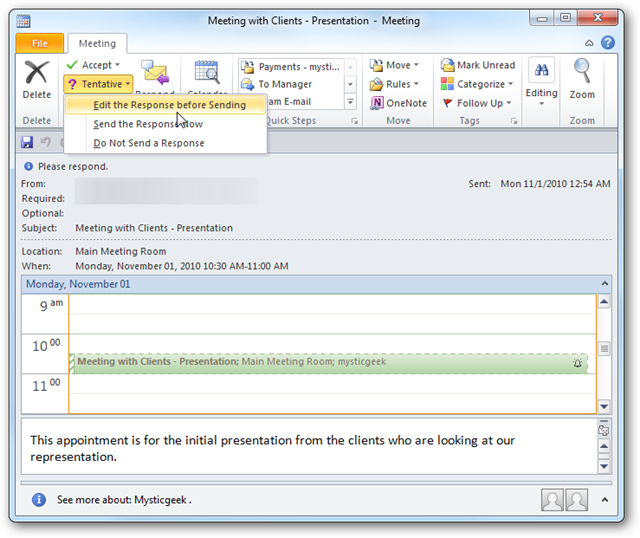 Meeting with Clients - Presentation - Meeting
File Meeting
Accept
Tentative
Delete
Calendar
Payments - mysti...
To Manager
am E-mail
Move
Rules
OneNote
Mark Unread
Categorize
Follow Up
Editing
Zoom
Edit the Response before Sending
Send the Response Now
Do Not Send a Response
Delete
Quick Steps
Move
Tags
Zoom
Please respond.
From:
Sent: Mon 11/1/2010 12:54 AM
Required:
Optional:
Subject: Meeting with Clients - Presentation
Location: Main Meeting Room
When: Monday, November 01, 2010 10:30 AM-11:00 AM
Monday, November 01
9 am
10 00
Meeting with Clients - Presentation; Main Meeting Room; mysticgeek
11 00
This appointment is for the initial presentation from the clients who are looking at our
representation.
See more about: Mysticgeek .